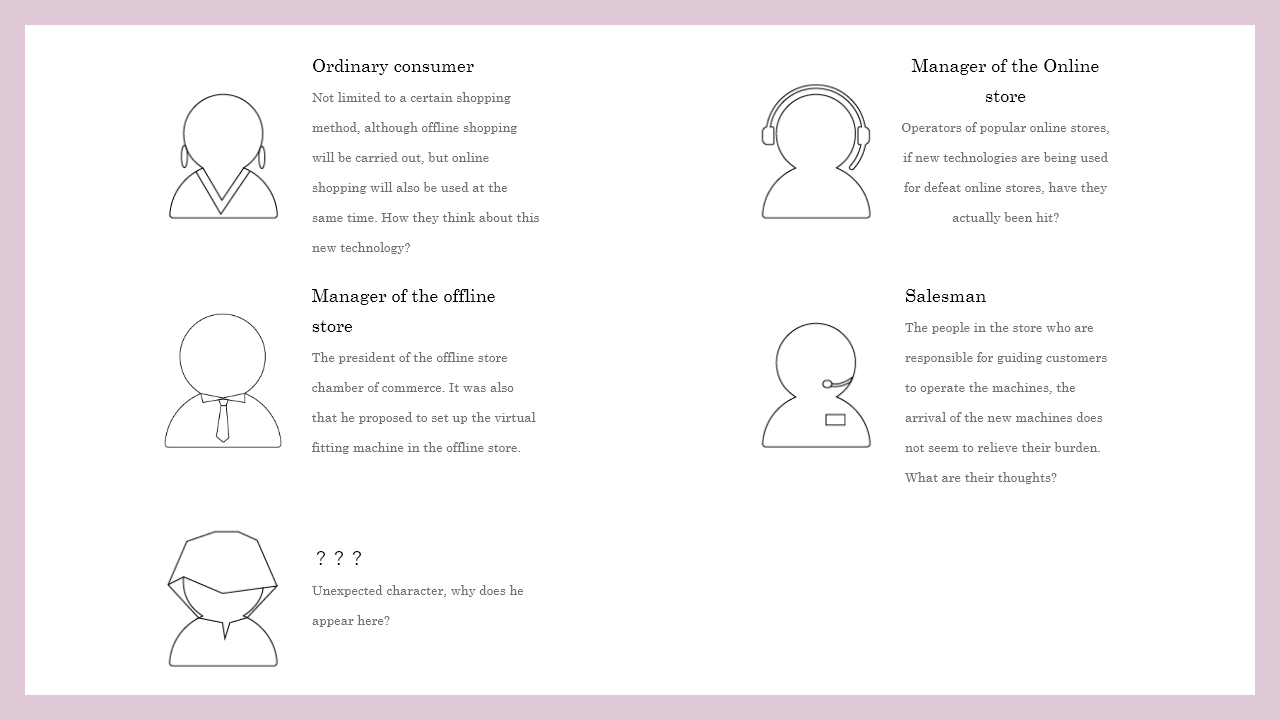 Ordinary consumer
Not limited to a certain shopping
method, although offline shopping
will be carried out, but online
shopping will also be used at the
same time. How they think about this
new technology?
Manager of the Online
store
Operators of popular online stores,
if new technologies are being used
for defeat online stores, have they
actually been hit?
Manager of the offline
store
The president of the offline store
chamber of commerce. It was also
that he proposed to set up the virtual
fitting machine in the offline store.
Salesman
The people in the store who are
responsible for guiding customers
to operate the machines, the
arrival of the new machines does
not seem to relieve their burden.
What are their thoughts?
？？？
Unexpected character, why does he
appear here?